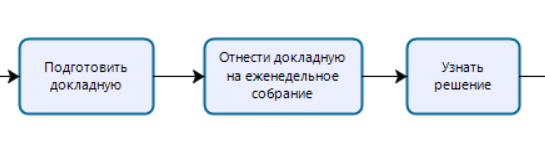 Подготовить
докладную
Отнести докладную
на еженедельное
собрание
Узнать
решение